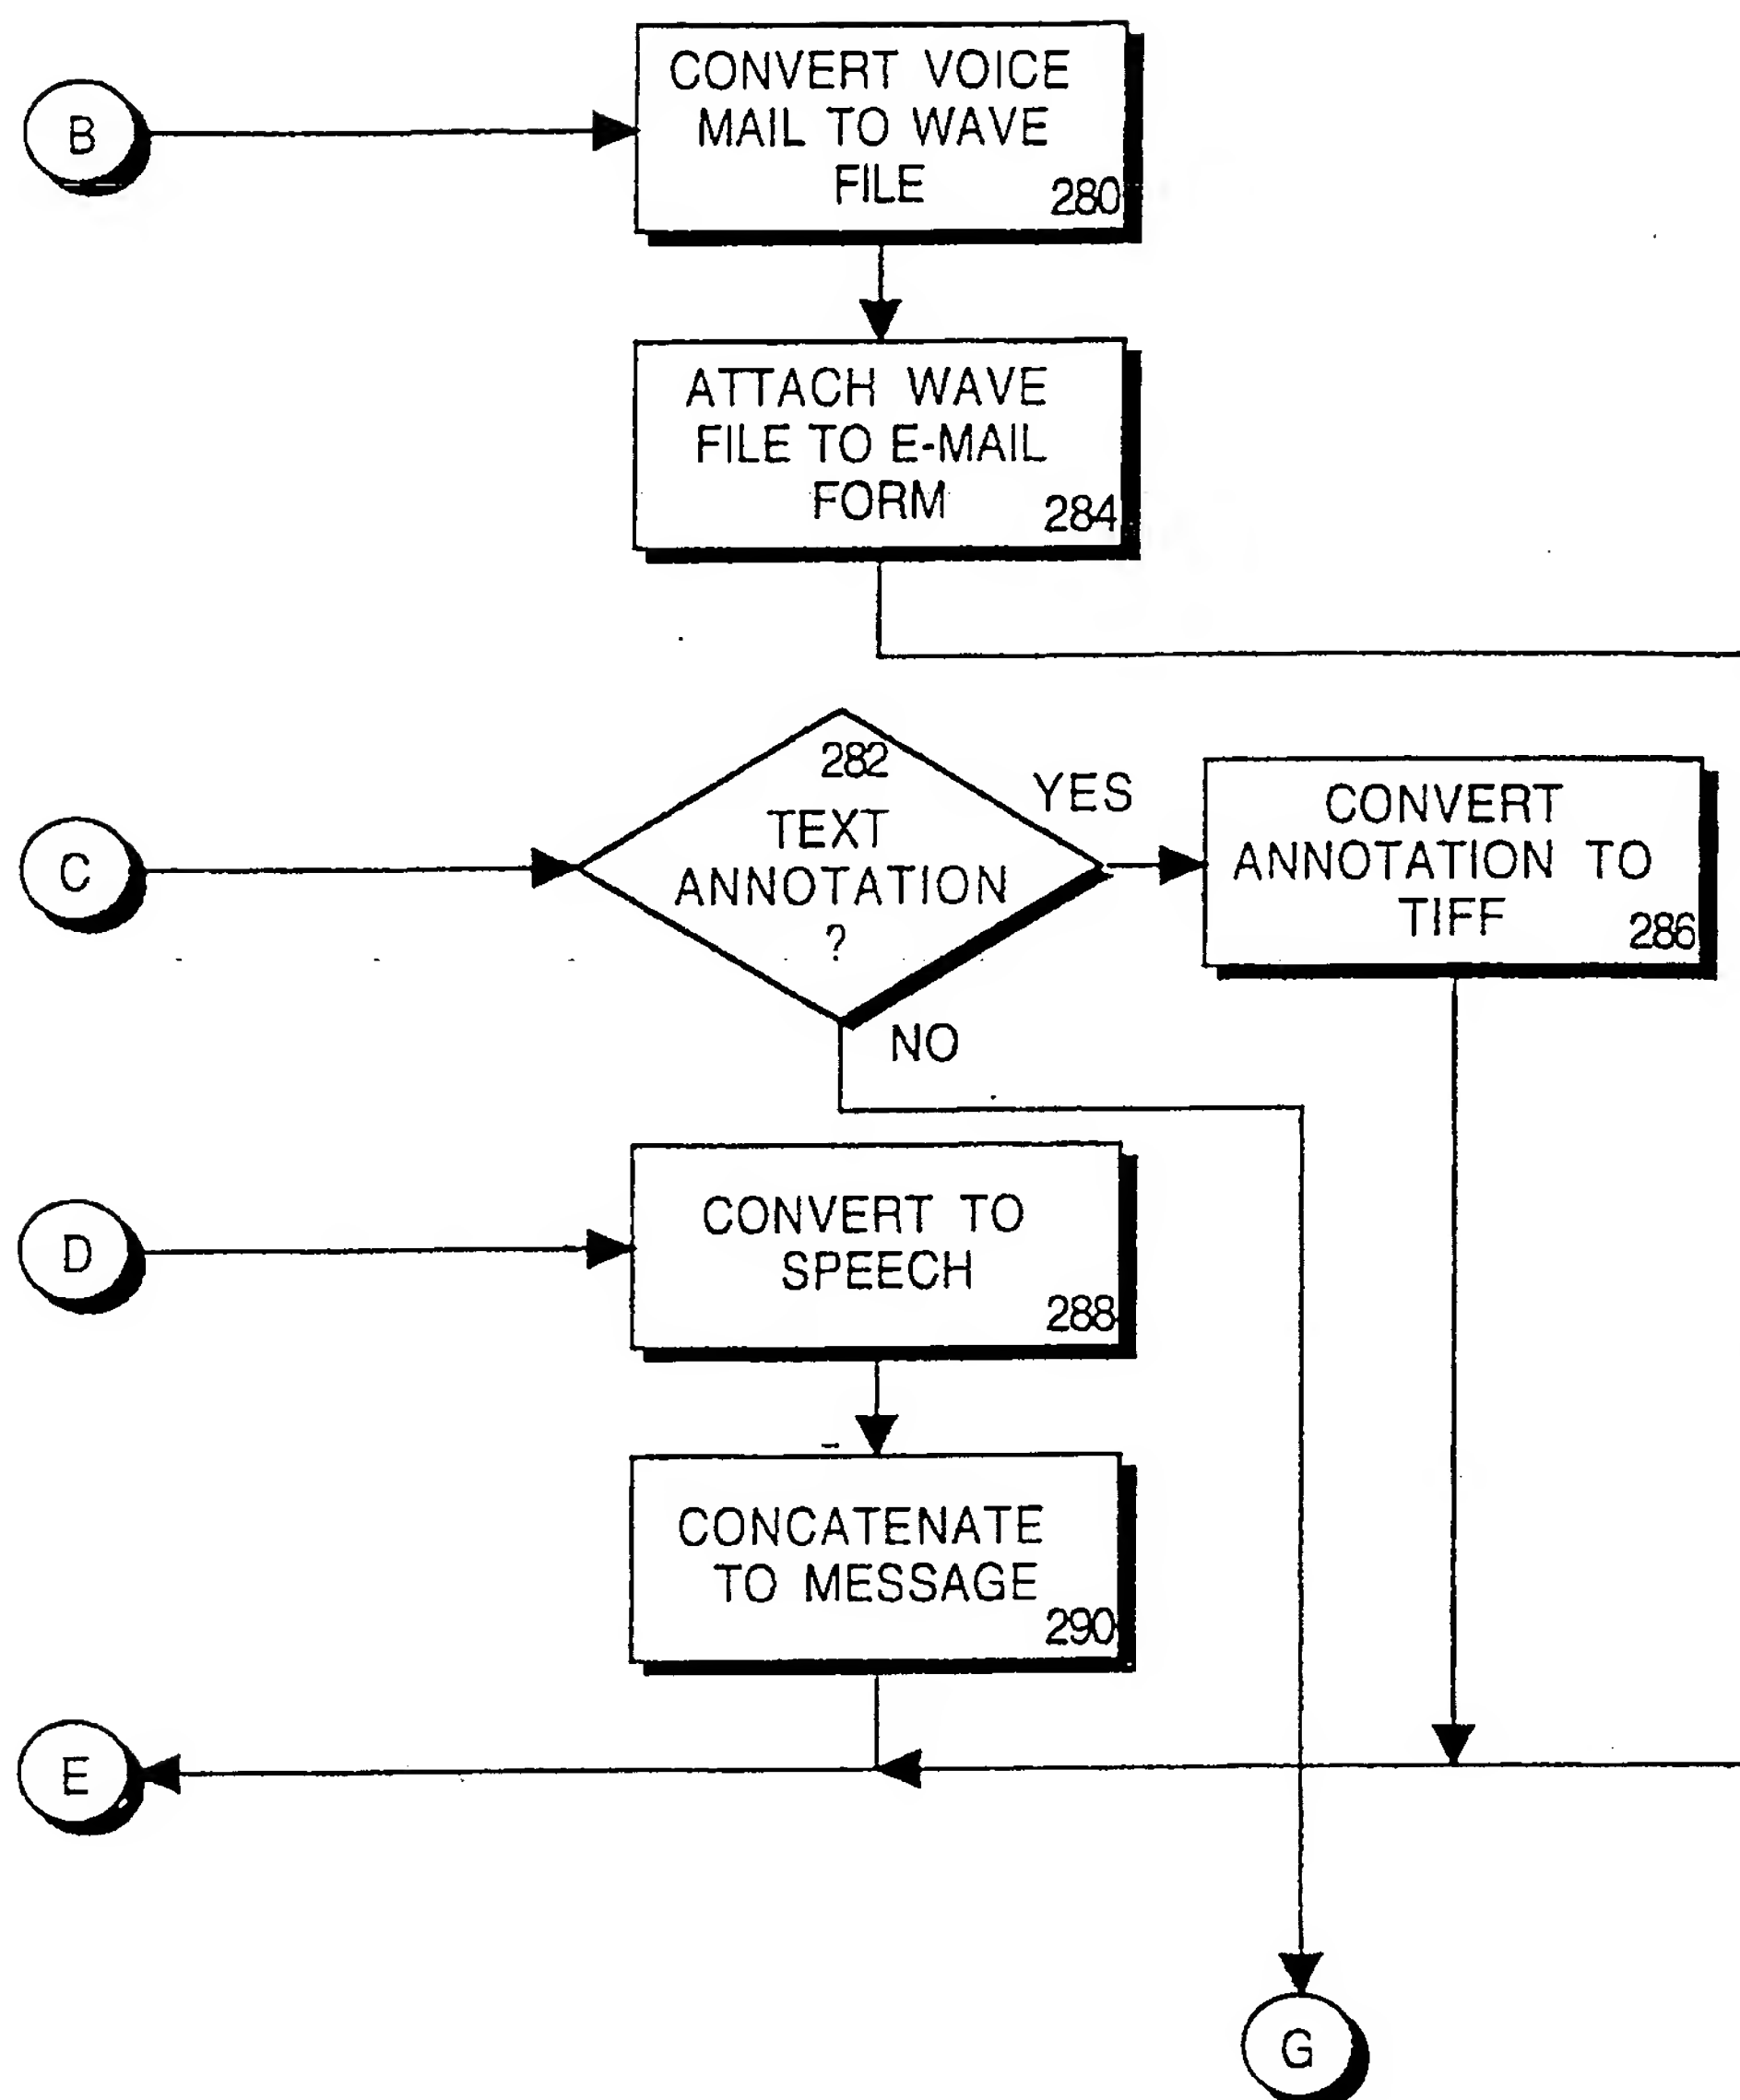 B
CONVERT VOICE
MAIL TO WAVE
FILE
280
ATTACH WAVE
FILE TO E-MAIL
FORM
284
C
282
TEXT
ANNOTATION
?
YES
NO
CONVERT
ANNOTATION TO
TIFF
286
D
CONVERT TO
SPEECH
288
CONCATENATE
TO MESSAGE
290
E
G